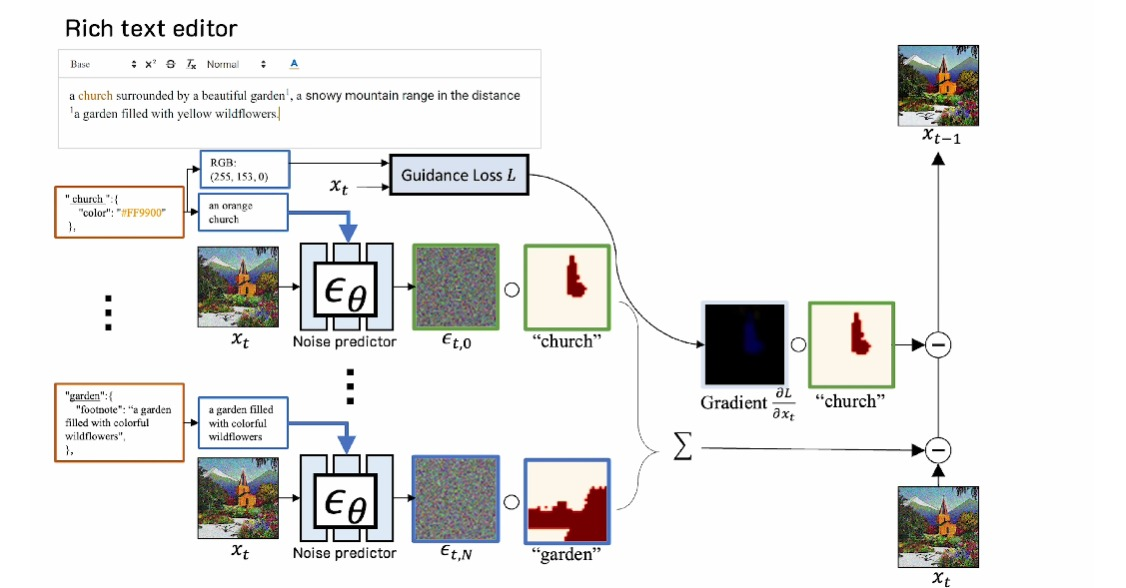 Rich text editor
Base X² S Tx Normal A
a church surrounded by a beautiful garden¹, a snowy mountain range in the distance
¹a garden filled with yellow wildflowers.
RGB:
(255, 153, 0)
x_t
Guidance Loss L
" church ":{
"color": "#FF9900"
},
an orange
church
ϵ_θ
x_t
Noise predictor
ϵ_{t,0}
“church”
x_{t−1}
Gradient ∂L/∂x_t
“church”
"garden":{
"footnote": "a garden
filled with colorful
wildflowers",
},
a garden filled
with colorful
wildflowers
ϵ_θ
x_t
Noise predictor
ϵ_{t,N}
“garden”
∑
x_t